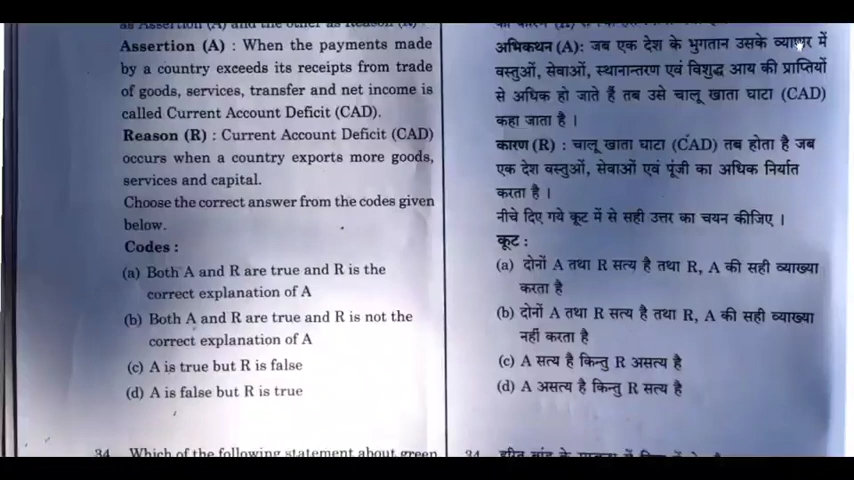 as Assertion (A) and the other as Reason (R) :
Assertion (A) : When the payments made
by a country exceeds its receipts from trade
of goods, services, transfer and net income is
called Current Account Deficit (CAD).
Reason (R) : Current Account Deficit (CAD)
occurs when a country exports more goods,
services and capital.
Choose the correct answer from the codes given
below.
Codes :
(a) Both A and R are true and R is the
correct explanation of A
(b) Both A and R are true and R is not the
correct explanation of A
(c) A is true but R is false
(d) A is false but R is true
34. Which of the following statement about green
अभिकथन (A): जब एक देश के भुगतान उसके व्यापार में
वस्तुओं, सेवाओं, स्थानान्तरण एवं विशुद्ध आय की प्राप्तियों
से अधिक हो जाते हैं तब उसे चालू खाता घाटा (CAD)
कहा जाता है ।
कारण (R) : चालू खाता घाटा (CAD) तब होता है जब
एक देश वस्तुओं, सेवाओं एवं पूंजी का अधिक निर्यात
करता है ।
नीचे दिए गये कूट में से सही उत्तर का चयन कीजिए ।
कूट :
(a) दोनों A तथा R सत्य है तथा R, A की सही व्याख्या
करता है
(b) दोनों A तथा R सत्य है तथा R, A की सही व्याख्या
नहीं करता है
(c) A सत्य है किन्तु R असत्य है
(d) A असत्य है किन्तु R सत्य है
34.